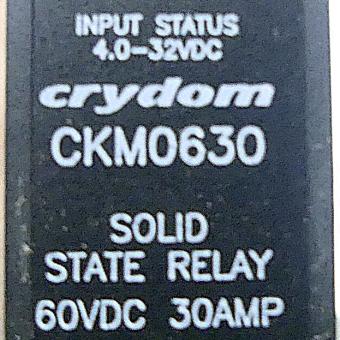 INPUT STATUS
4.0-32VDC
crydom
CKM0630
SOLID
STATE RELAY
60VDC 30AMP